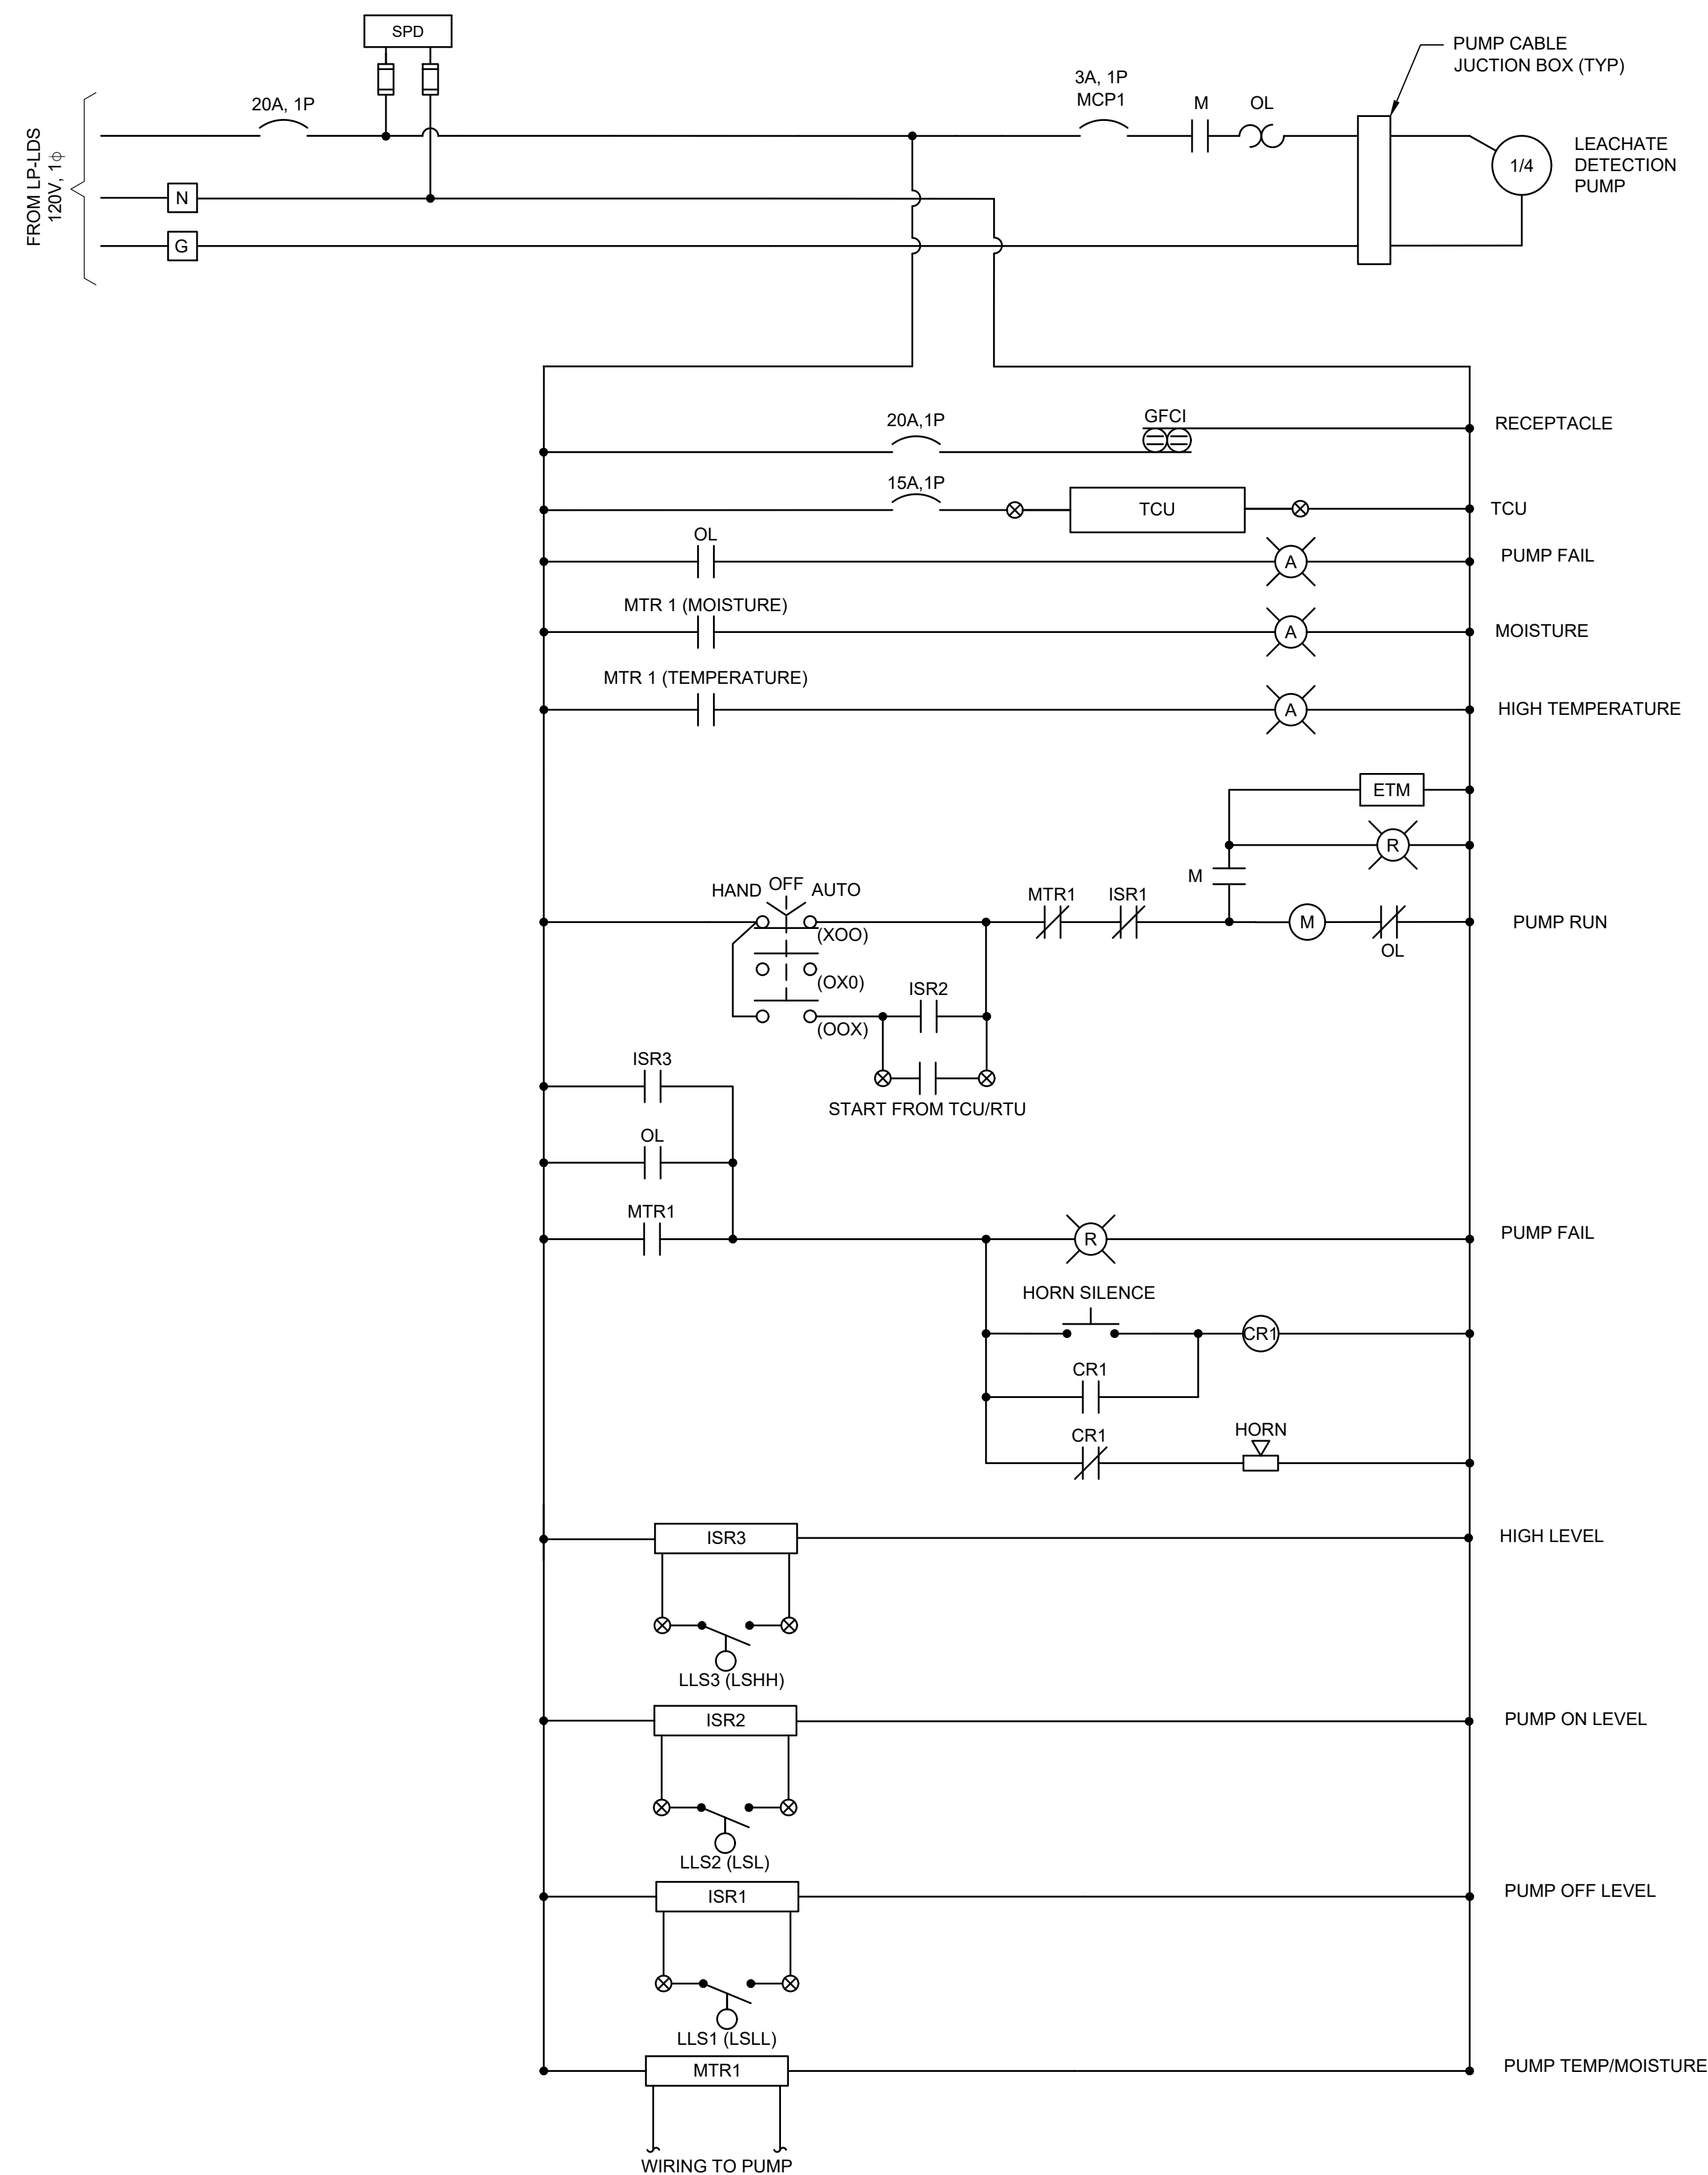 SPD
PUMP CABLE
JUCTION BOX (TYP)
3A, 1P
MCP1
20A, 1P
M
OL
FROM LP-LDS
120V, 1ϕ
1/4
LEACHATE
DETECTION
PUMP
N
G
20A,1P
GFCI
RECEPTACLE
15A,1P
TCU
TCU
OL
A
PUMP FAIL
MTR 1 (MOISTURE)
A
MOISTURE
MTR 1 (TEMPERATURE)
A
HIGH TEMPERATURE
ETM
R
M
HAND OFF AUTO
MTR1
ISR1
(XOO)
M
OL
PUMP RUN
(OX0)
ISR2
(OOX)
ISR3
START FROM TCU/RTU
OL
MTR1
R
PUMP FAIL
HORN SILENCE
CR1
CR1
CR1
HORN
ISR3
HIGH LEVEL
LLS3 (LSHH)
ISR2
PUMP ON LEVEL
LLS2 (LSL)
ISR1
PUMP OFF LEVEL
LLS1 (LSLL)
MTR1
PUMP TEMP/MOISTURE
WIRING TO PUMP